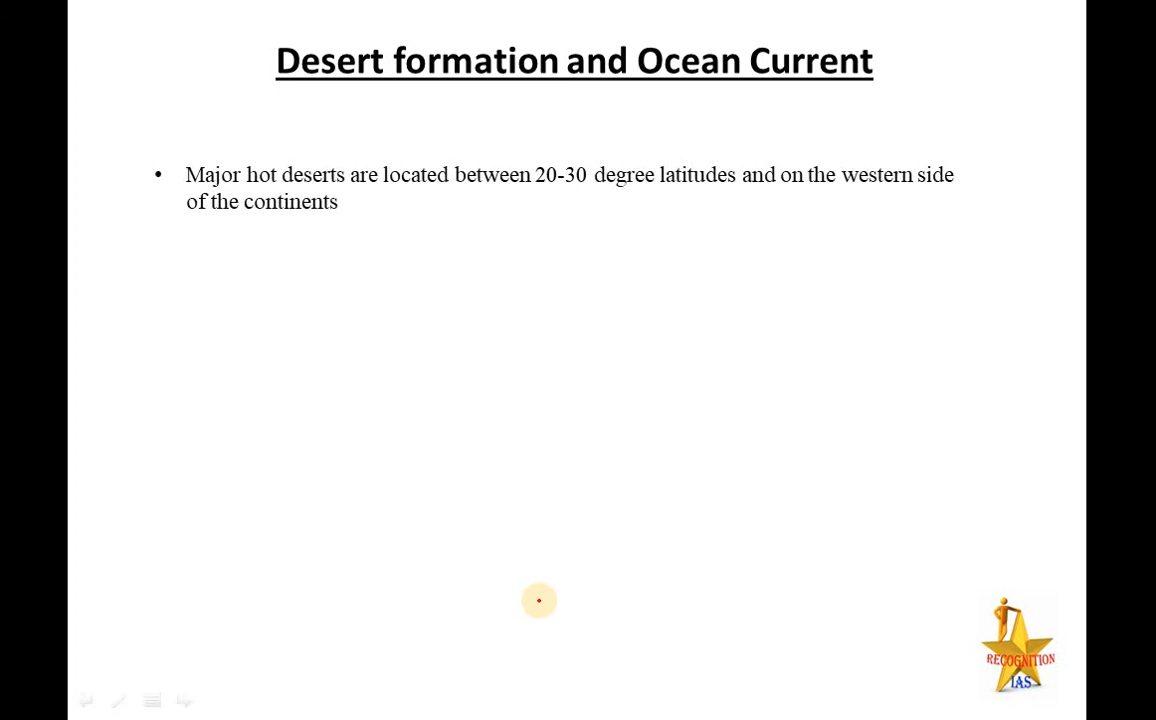 Desert formation and Ocean Current
• Major hot deserts are located between 20-30 degree latitudes and on the western side
of the continents
RECOGNITION
IAS